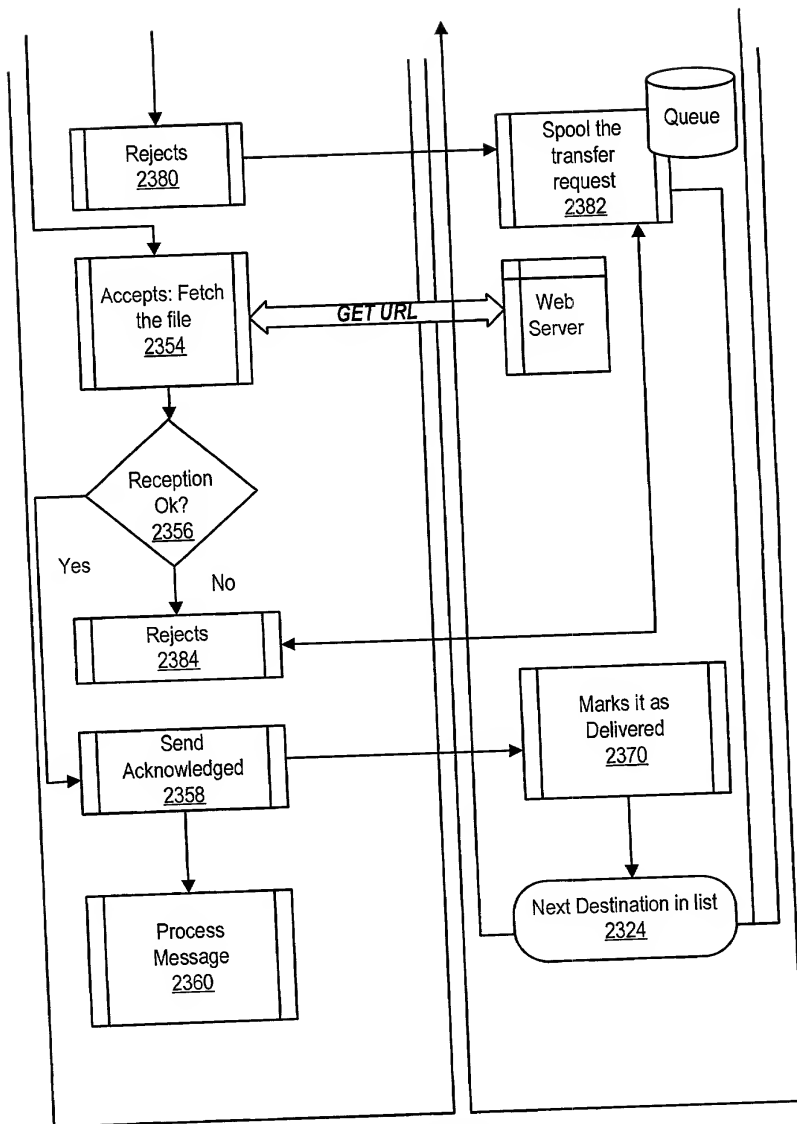 Rejects
2380
Spool the
transfer
request
2382
Queue
Accepts: Fetch
the file
2354
GET URL
Web
Server
Reception
Ok?
2356
Yes
No
Rejects
2384
Send
Acknowledged
2358
Marks it as
Delivered
2370
Process
Message
2360
Next Destination in list
2324